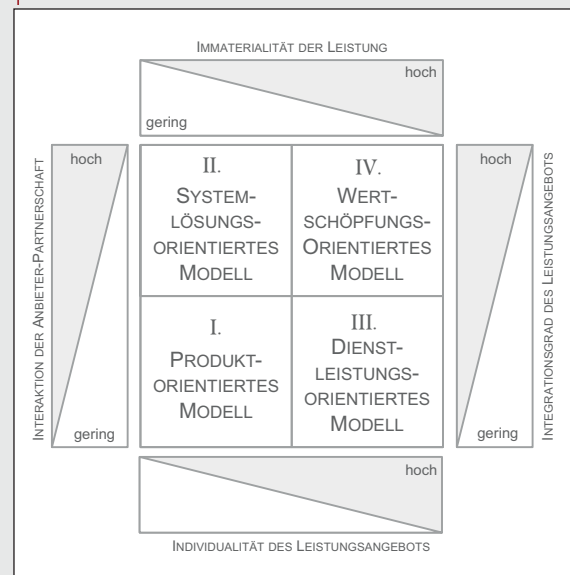 IMMATERIALITÄT DER LEISTUNG
hoch
gering
INTERAKTION DER ANBIETER-PARTNERSCHAFT
hoch
gering
II.
SYSTEM-
LÖSUNGS-
ORIENTIERTES
MODELL
IV.
WERT-
SCHÖPFUNGS-
ORIENTIERTES
MODELL
I.
PRODUKT-
ORIENTIERTES
MODELL
III.
DIENST-
LEISTUNGS-
ORIENTIERTES
MODELL
hoch
gering
INTEGRATIONSGRAD DES LEISTUNGSANGEBOTS
hoch
INDIVIDUALITÄT DES LEISTUNGSANGEBOTS